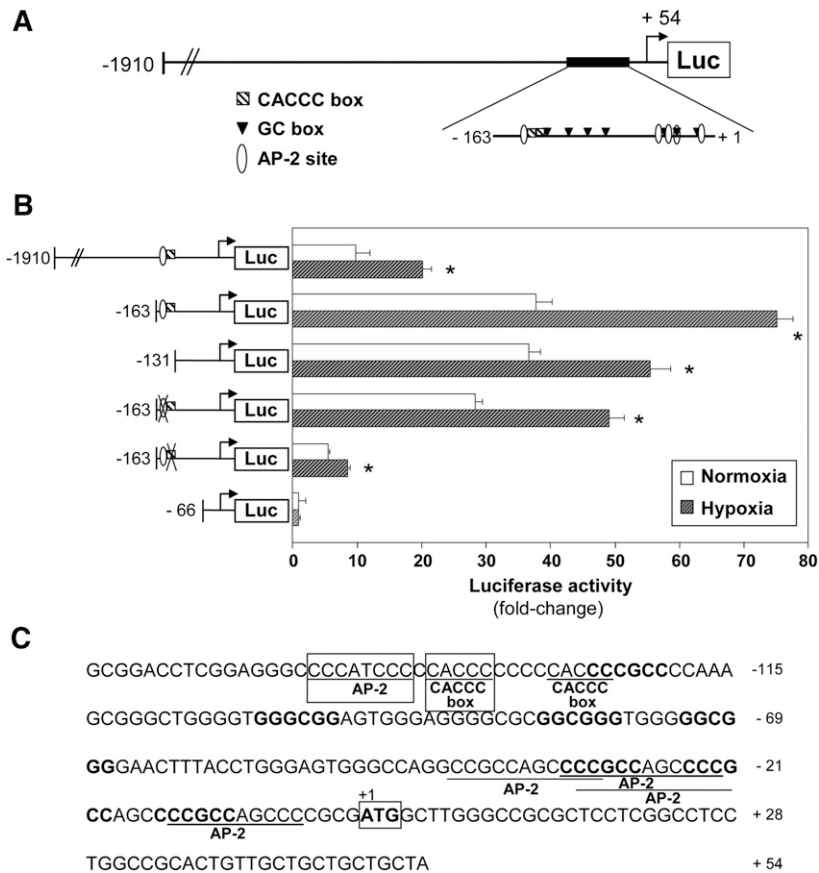 A
+ 54
-1910
Luc
CACCC box
GC box
AP-2 site
- 163
+ 1
B
-1910
Luc
*
-163
Luc
*
-131
Luc
*
-163
Luc
*
-163
Luc
*
- 66
Luc
Normoxia
Hypoxia
0 10 20 30 40 50 60 70 80
Luciferase activity
(fold-change)
C
GCGGACCTCGGAGGGCCCCATCCCCCACCCCCCCCCACCCCGCCCCAAA -115
AP-2 CACCC CACCC
box box
GCGGGCTGGGGTGGGCGGAGTGGGAGGGGCGCGGCGGGTGGGGGCG - 69
GGGAACTTTACCTGGGAGTGGGCCAGGCCGCCAGCCCCGCCAGCCCCG - 21
AP-2 AP-2
AP-2
+1
CCAGCCCCGCCAGCCCCGCGATGGCTTGGGCCGCGCTCCTCGGCCTCC + 28
AP-2
TGGCCGCACTGTTGCTGCTGCTGCTA + 54